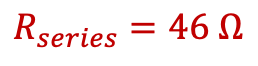 R_series = 46 Ω